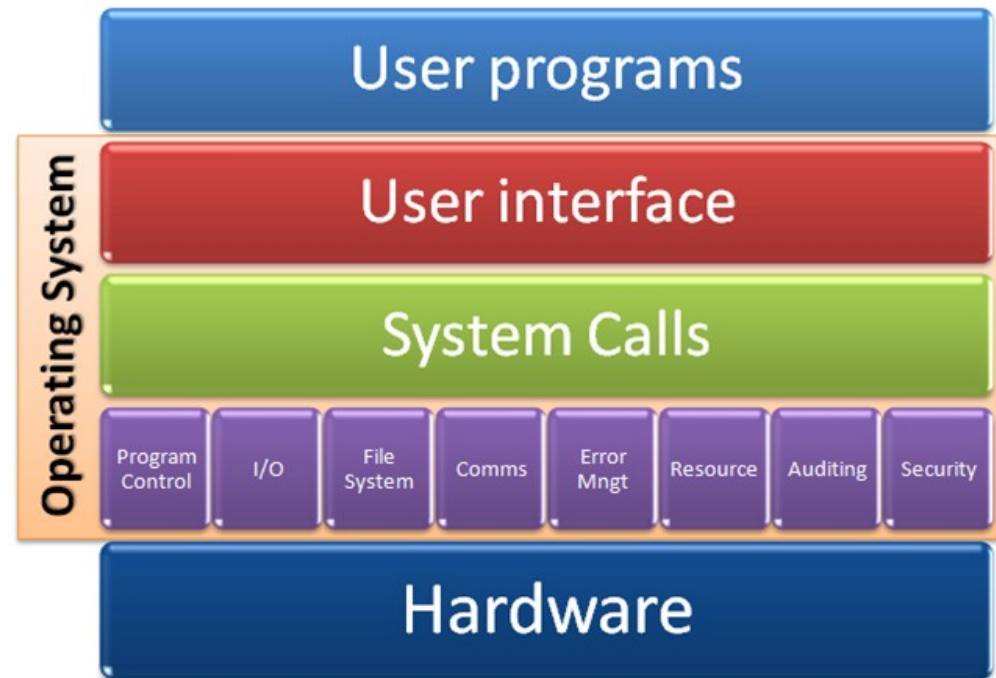 User programs
Operating System
User interface
System Calls
Program
Control
I/O
File
System
Comms
Error
Mngt
Resource
Auditing
Security
Hardware